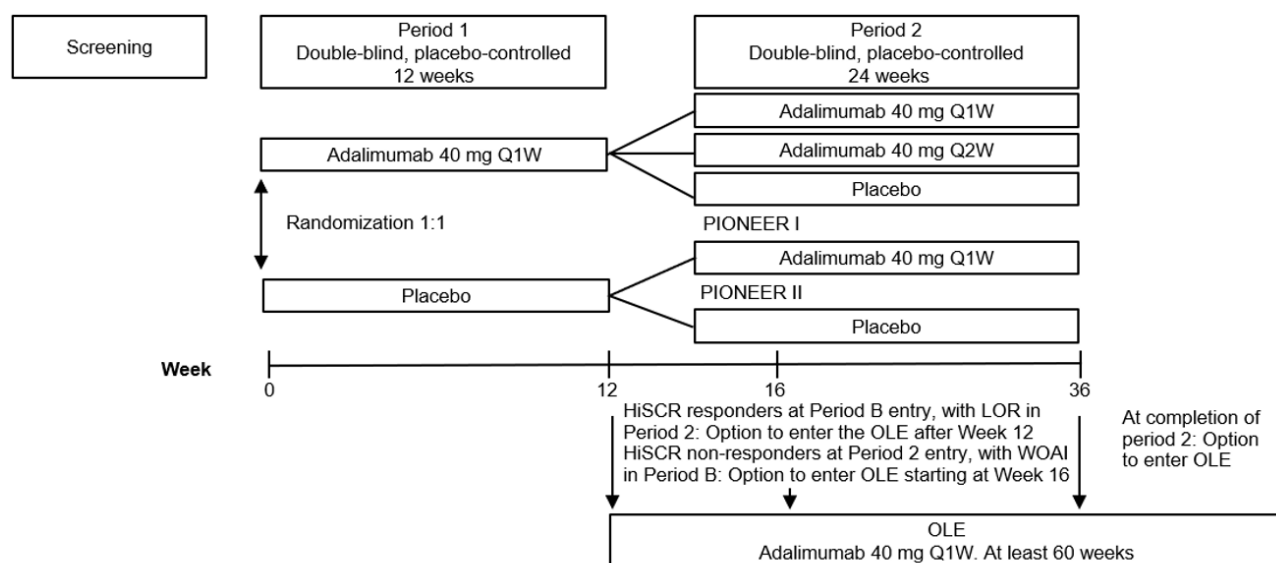 Screening
Period 1
Double-blind, placebo-controlled
12 weeks
Period 2
Double-blind, placebo-controlled
24 weeks
Adalimumab 40 mg Q1W
Adalimumab 40 mg Q1W
Adalimumab 40 mg Q2W
Placebo
Randomization 1:1
PIONEER I
Adalimumab 40 mg Q1W
Placebo
PIONEER II
Placebo
Week
0
12
16
36
HiSCR responders at Period B entry, with LOR in
Period 2: Option to enter the OLE after Week 12
HiSCR non-responders at Period 2 entry, with WOAI
in Period B: Option to enter OLE starting at Week 16
At completion of
period 2: Option
to enter OLE
OLE
Adalimumab 40 mg Q1W. At least 60 weeks